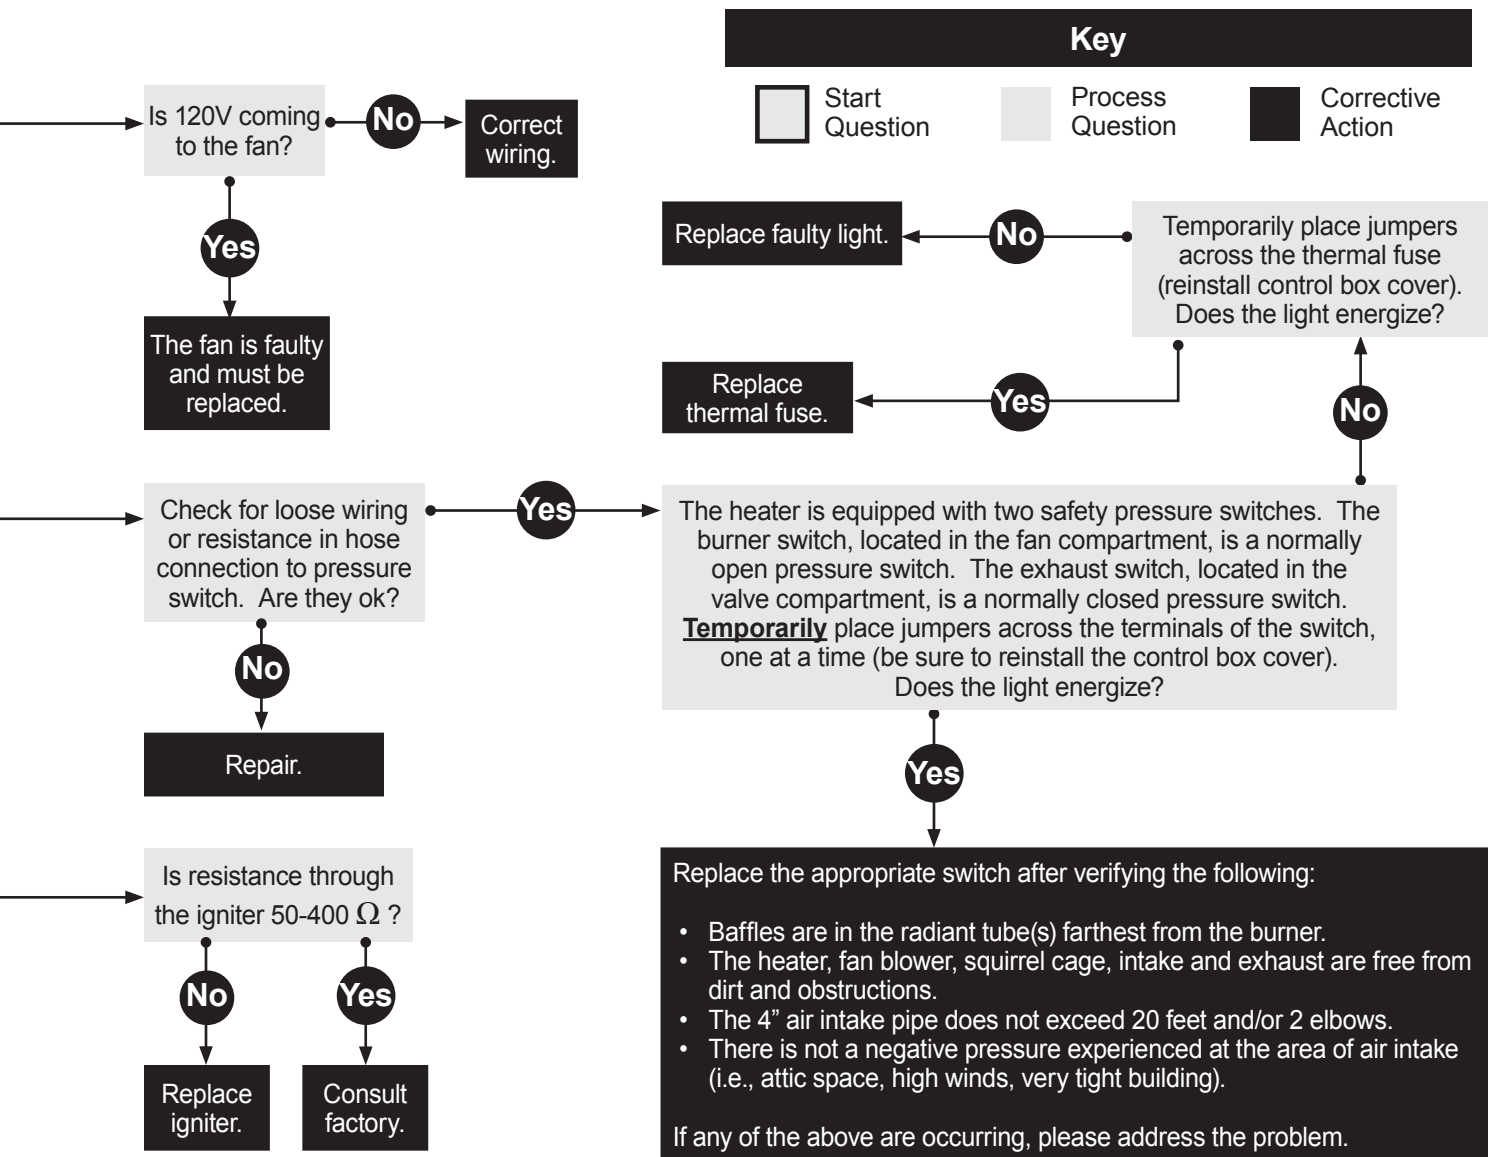 Key
Start
Question
Process
Question
Corrective
Action
Is 120V coming
to the fan?
No
Correct
wiring.
Yes
The fan is faulty
and must be
replaced.
Temporarily place jumpers
across the thermal fuse
(reinstall control box cover).
Does the light energize?
No
Replace faulty light.
Yes
Replace
thermal fuse.
No
Check for loose wiring
or resistance in hose
connection to pressure
switch. Are they ok?
Yes
The heater is equipped with two safety pressure switches. The
burner switch, located in the fan compartment, is a normally
open pressure switch. The exhaust switch, located in the
valve compartment, is a normally closed pressure switch.
Temporarily place jumpers across the terminals of the switch,
one at a time (be sure to reinstall the control box cover).
Does the light energize?
No
Repair.
Yes
Replace the appropriate switch after verifying the following:
• Baffles are in the radiant tube(s) farthest from the burner.
• The heater, fan blower, squirrel cage, intake and exhaust are free from
dirt and obstructions.
• The 4” air intake pipe does not exceed 20 feet and/or 2 elbows.
• There is not a negative pressure experienced at the area of air intake
(i.e., attic space, high winds, very tight building).
If any of the above are occurring, please address the problem.
Is resistance through
the igniter 50-400 Ω ?
No
Yes
Replace
igniter.
Consult
factory.